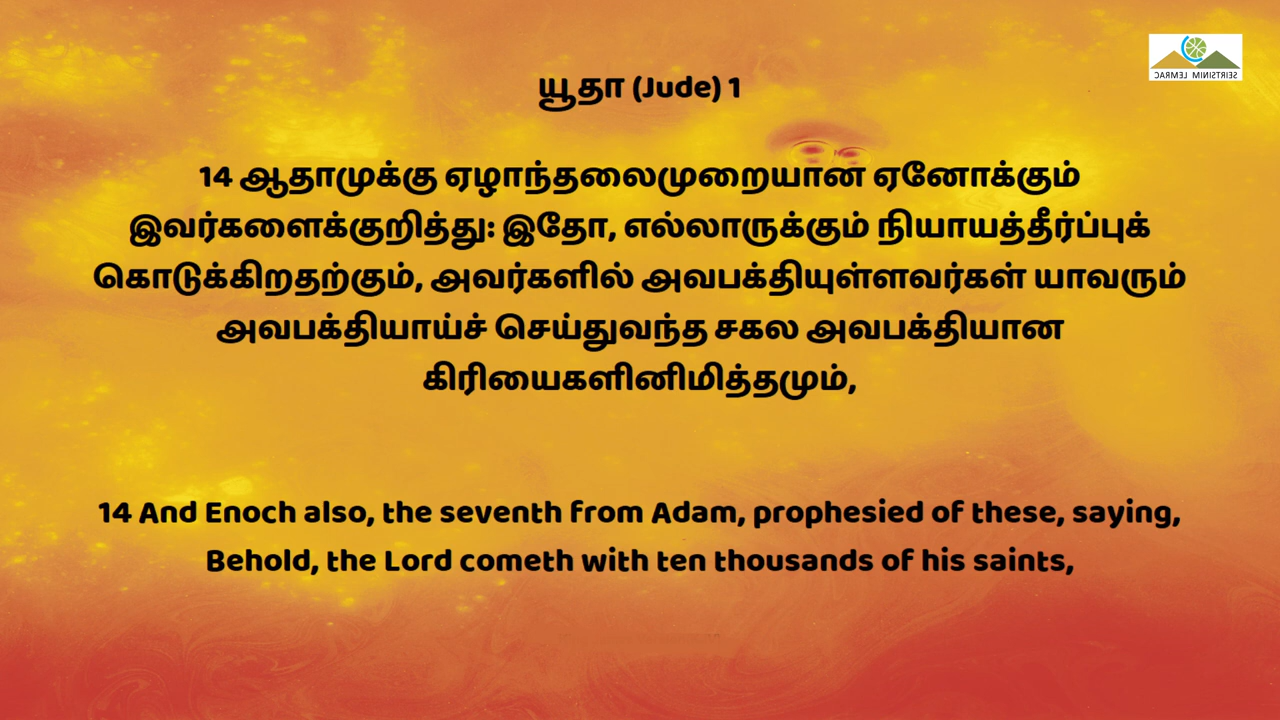 யூதா (Jude) 1
14 ஆதாமுக்கு ஏழாந்தலைமுறையான ஏனோக்கும்
இவர்களைக்குறித்து: இதோ, எல்லாருக்கும் நியாயத்தீர்ப்புக்
கொடுக்கிறதற்கும், அவர்களில் அவபக்தியுள்ளவர்கள் யாவரும்
அவபக்தியாய்ச் செய்துவந்த சகல அவபக்தியான
கிரியைகளினிமித்தமும்,
14 And Enoch also, the seventh from Adam, prophesied of these, saying,
Behold, the Lord cometh with ten thousands of his saints,
CARMEL MINISTRIES